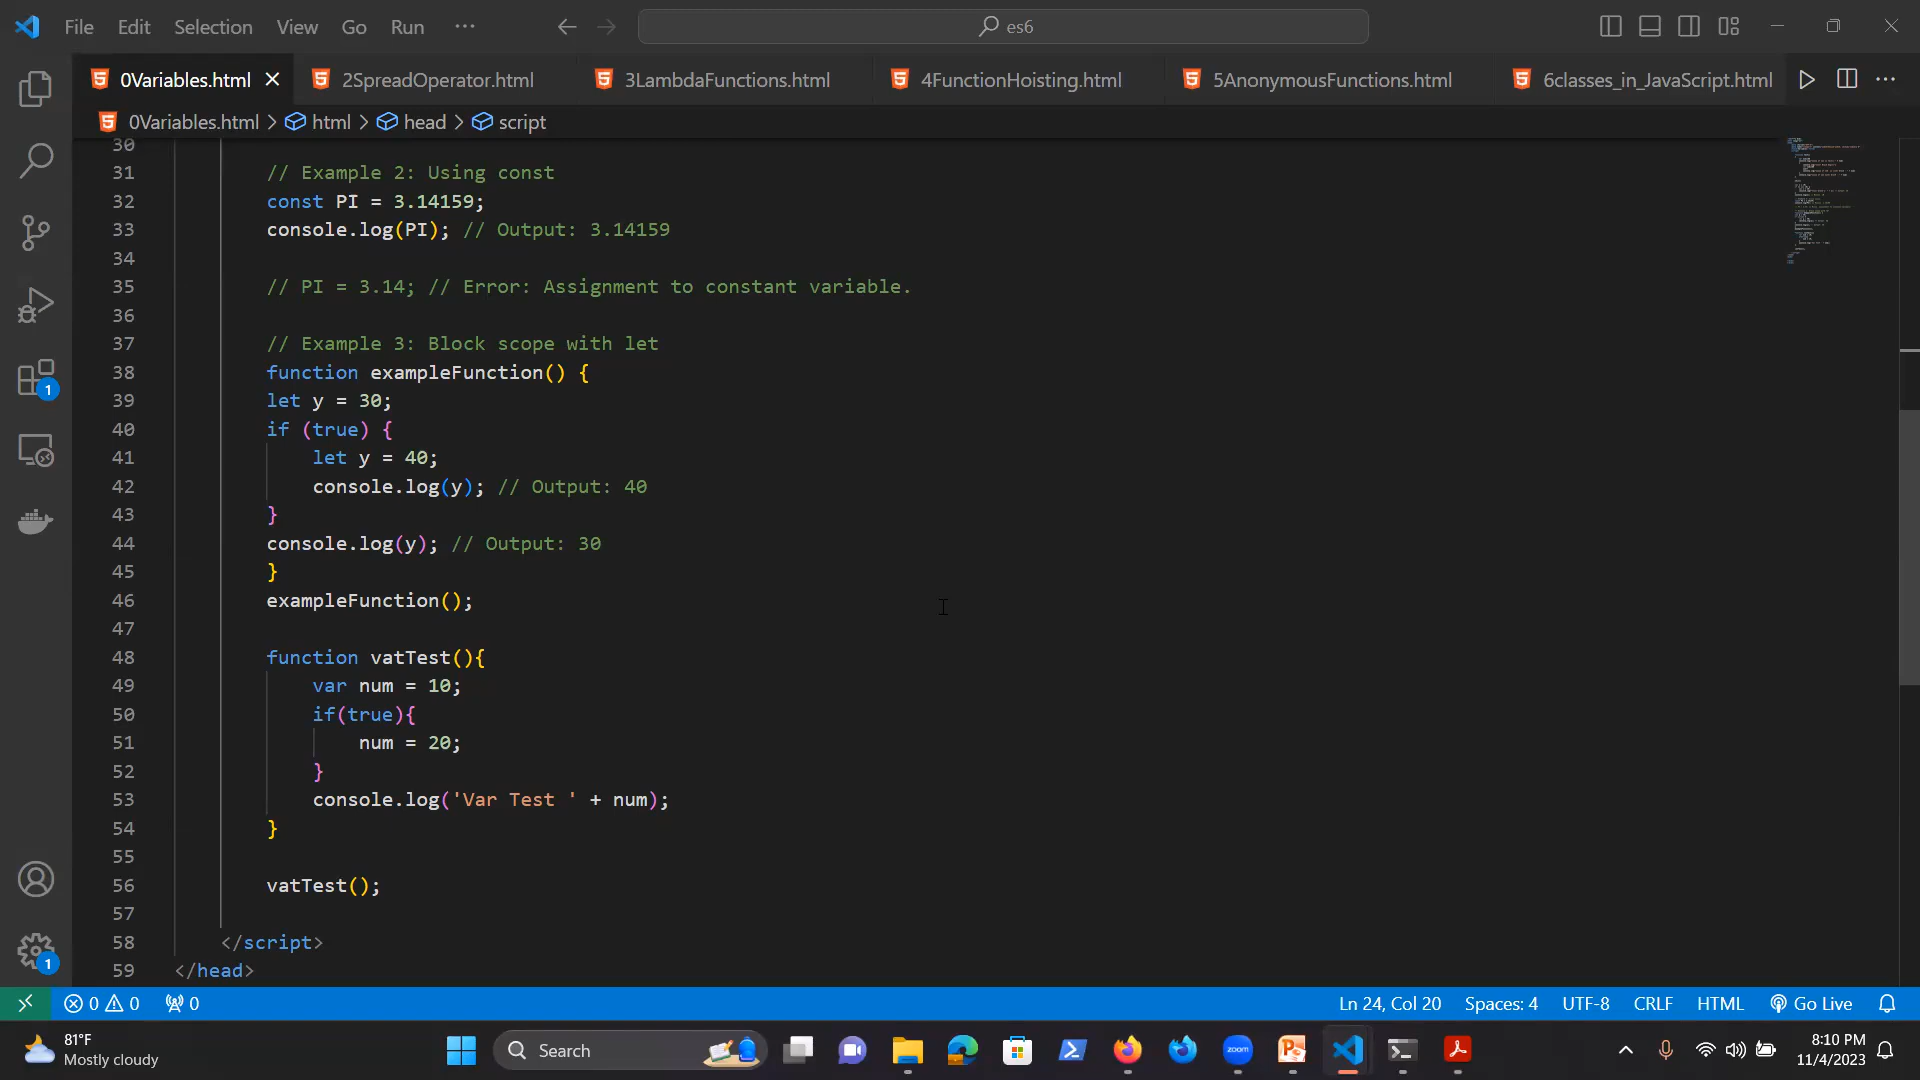 File Edit Selection View Go Run ··· es6
0Variables.html 2SpreadOperator.html 3LambdaFunctions.html 4FunctionHoisting.html 5AnonymousFunctions.html 6classes_in_JavaScript.html
0Variables.html > html > head > script
30
31 // Example 2: Using const
32 const PI = 3.14159;
33 console.log(PI); // Output: 3.14159
34
35 // PI = 3.14; // Error: Assignment to constant variable.
36
37 // Example 3: Block scope with let
38 function exampleFunction() {
39 let y = 30;
40 if (true) {
41 let y = 40;
42 console.log(y); // Output: 40
43 }
44 console.log(y); // Output: 30
45 }
46 exampleFunction();
47
48 function vatTest(){
49 var num = 10;
50 if(true){
51 num = 20;
52 }
53 console.log('Var Test ' + num);
54 }
55
56 vatTest();
57
58 </script>
59 </head>
1
1
0 0 0 Ln 24, Col 20 Spaces: 4 UTF-8 CRLF HTML Go Live
81°F
Mostly cloudy
Search
zoom
8:10 PM
11/4/2023